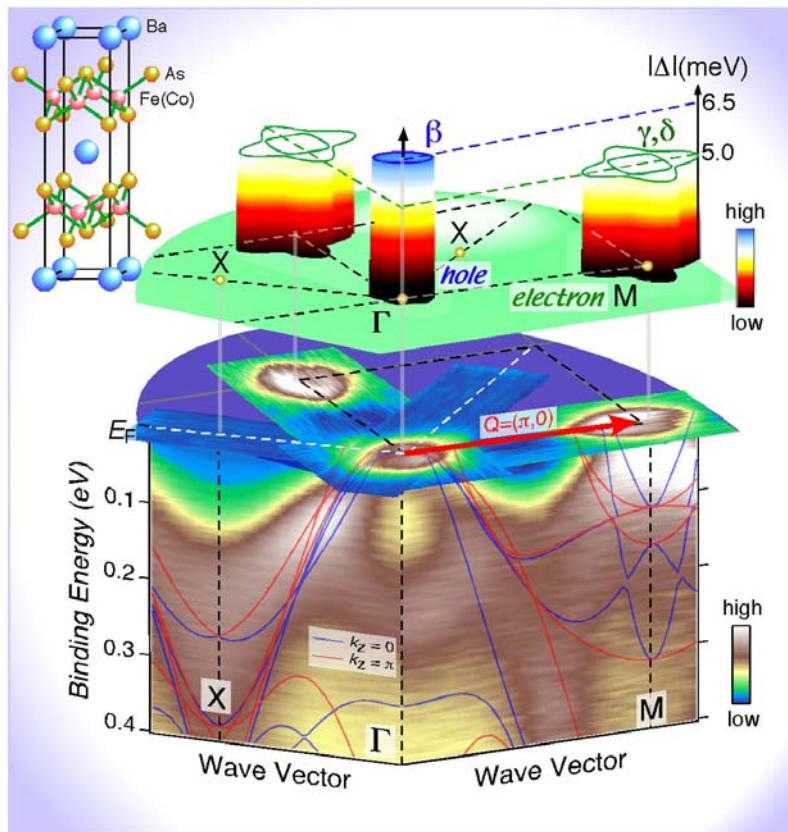 Ba
As
Fe(Co)
|Δ|(meV)
6.5
β
γ,δ
5.0
high
X
X
hole
electron
M
low
Γ
E_F
Q=(π,0)
0.1
Binding Energy (eV)
0.2
high
k_z = 0
0.3
k_z = π
X
M
low
0.4
Γ
Wave Vector
Wave Vector